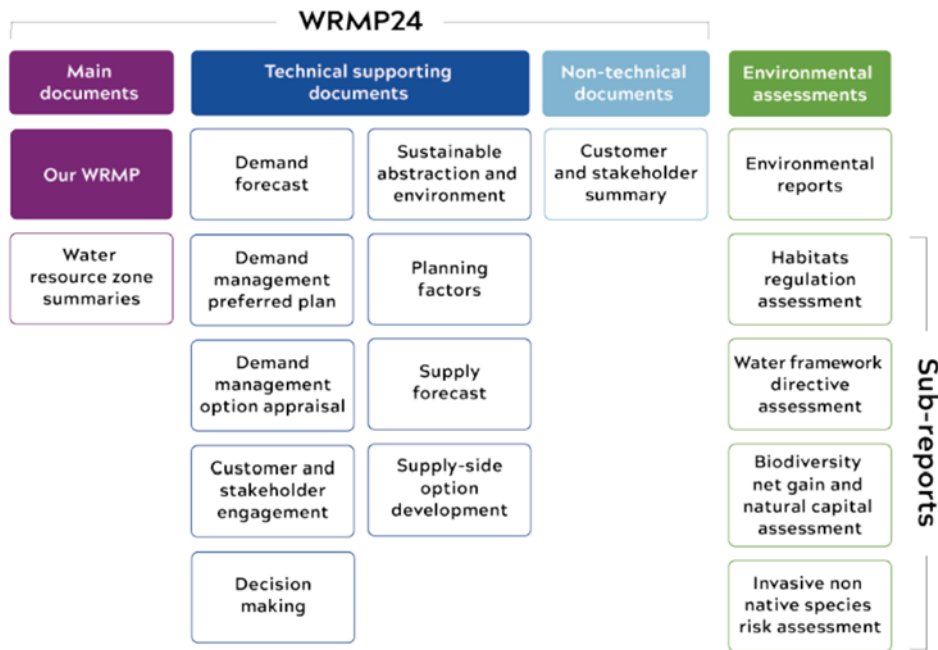 WRMP24
Main
documents
Technical supporting
documents
Non-technical
documents
Environmental
assessments
Our WRMP
Demand
forecast
Sustainable
abstraction and
environment
Customer
and stakeholder
summary
Environmental
reports
Water
resource zone
summaries
Demand
management
preferred plan
Planning
factors
Habitats
regulation
assessment
Demand
management
option appraisal
Supply
forecast
Water framework
directive
assessment
Customer and
stakeholder
engagement
Supply-side
option
development
Biodiversity
net gain and
natural capital
assessment
Decision
making
Invasive non
native species
risk assessment
Sub-reports